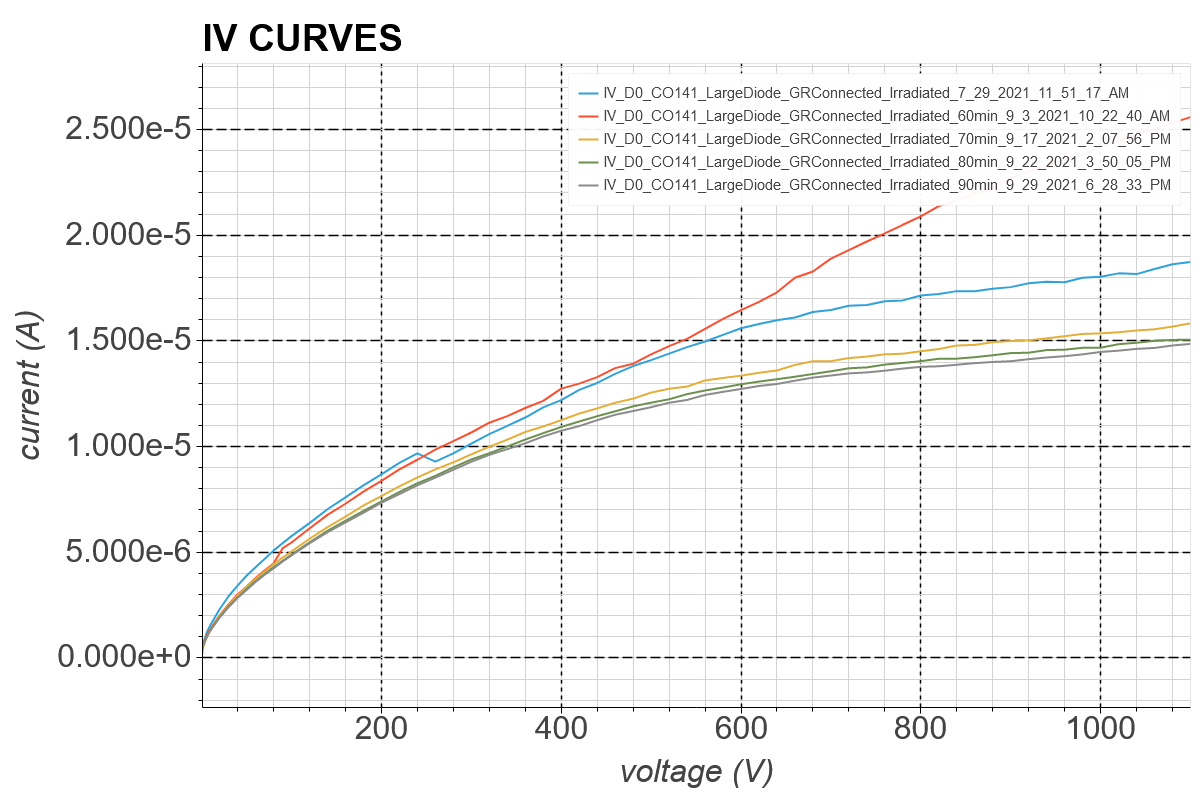 IV CURVES
IV_D0_CO141_LargeDiode_GRConnected_Irradiated_7_29_2021_11_51_17_AM
IV_D0_CO141_LargeDiode_GRConnected_Irradiated_60min_9_3_2021_10_22_40_AM
IV_D0_CO141_LargeDiode_GRConnected_Irradiated_70min_9_17_2021_2_07_56_PM
IV_D0_CO141_LargeDiode_GRConnected_Irradiated_80min_9_22_2021_3_50_05_PM
IV_D0_CO141_LargeDiode_GRConnected_Irradiated_90min_9_29_2021_6_28_33_PM
2.500e-5
2.000e-5
1.500e-5
1.000e-5
5.000e-6
0.000e+0
current (A)
200 400 600 800 1000
voltage (V)